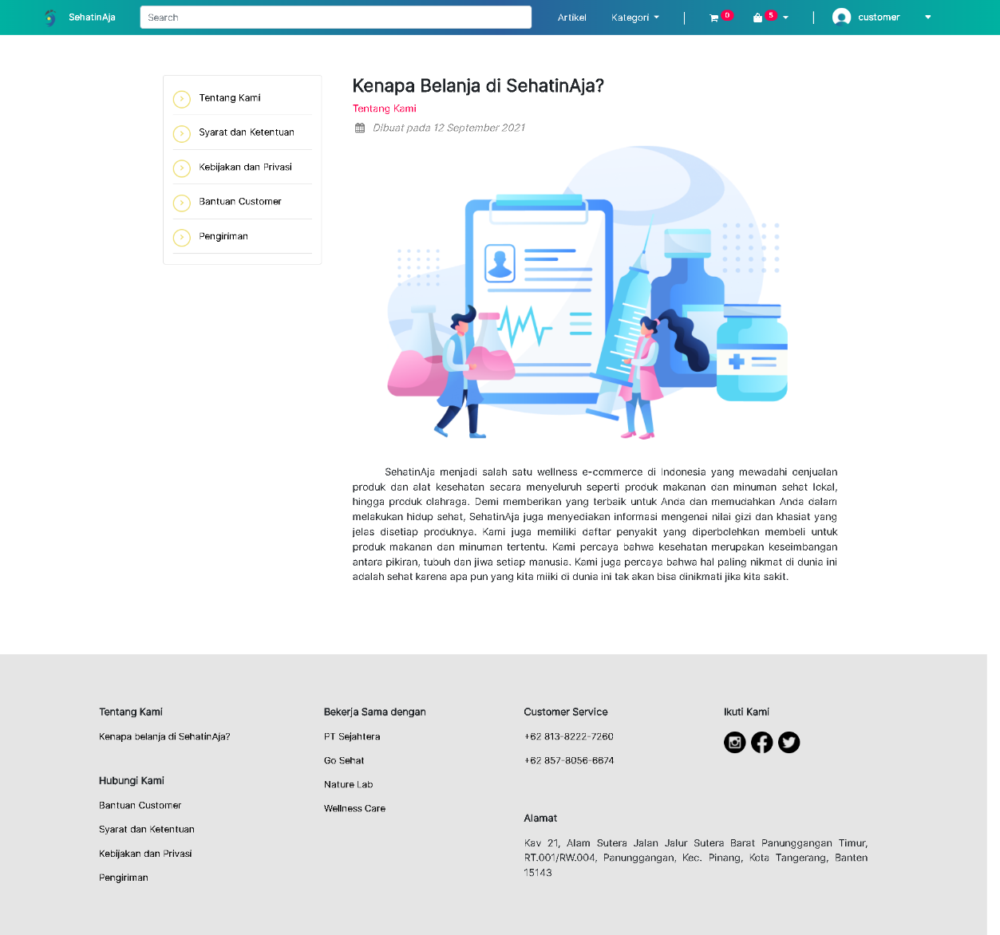 SehatinAja
Search
Artikel
Kategori
0
5
customer
Tentang Kami
Syarat dan Ketentuan
Kebijakan dan Privasi
Bantuan Customer
Pengiriman
Kenapa Belanja di SehatinAja?
Tentang Kami
Dibuat pada 12 September 2021
SehatinAja menjadi salah satu wellness e-commerce di Indonesia yang mewadahi oenjualan
produk dan alat kesehatan secara menyeluruh seperti produk makanan dan minuman sehat lokal,
hingga produk olahraga. Demi memberikan yang terbaik untuk Anda dan memudahkan Anda dalam
melakukan hidup sehat, SehatinAja juga menyediakan informasi mengenai nilai gizi dan khasiat yang
jelas disetiap produknya. Kami juga memiliki daftar penyakit yang diperbolehkan membeli untuk
produk makanan dan minuman tertentu. Kami percaya bahwa kesehatan merupakan keseimbangan
antara pikiran, tubuh dan jiwa setiap manusia. Kami juga percaya bahwa hal paling nikmat di dunia ini
adalah sehat karena apa pun yang kita miiki di dunia ini tak akan bisa dinikmati jika kita sakit.
Tentang Kami
Kenapa belanja di SehatinAja?
Hubungi Kami
Bantuan Customer
Syarat dan Ketentuan
Kebijakan dan Privasi
Pengiriman
Bekerja Sama dengan
PT Sejahtera
Go Sehat
Nature Lab
Wellness Care
Customer Service
+62 813-8222-7260
+62 857-8056-6674
Ikuti Kami
Alamat
Kav 21, Alam Sutera Jalan Jalur Sutera Barat Panunggangan Timur,
RT.001/RW.004, Panunggangan, Kec. Pinang, Kota Tangerang, Banten
15143